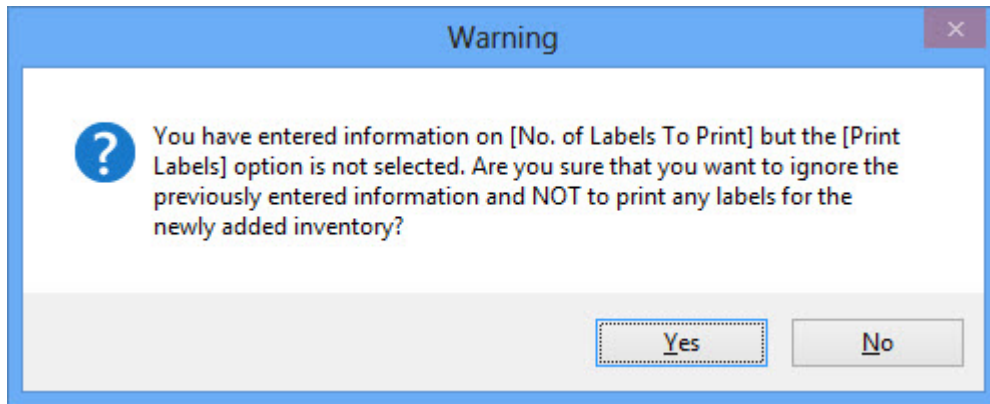 Warning
You have entered information on [No. of Labels To Print] but the [Print
Labels] option is not selected. Are you sure that you want to ignore the
previously entered information and NOT to print any labels for the
newly added inventory?
Yes
No